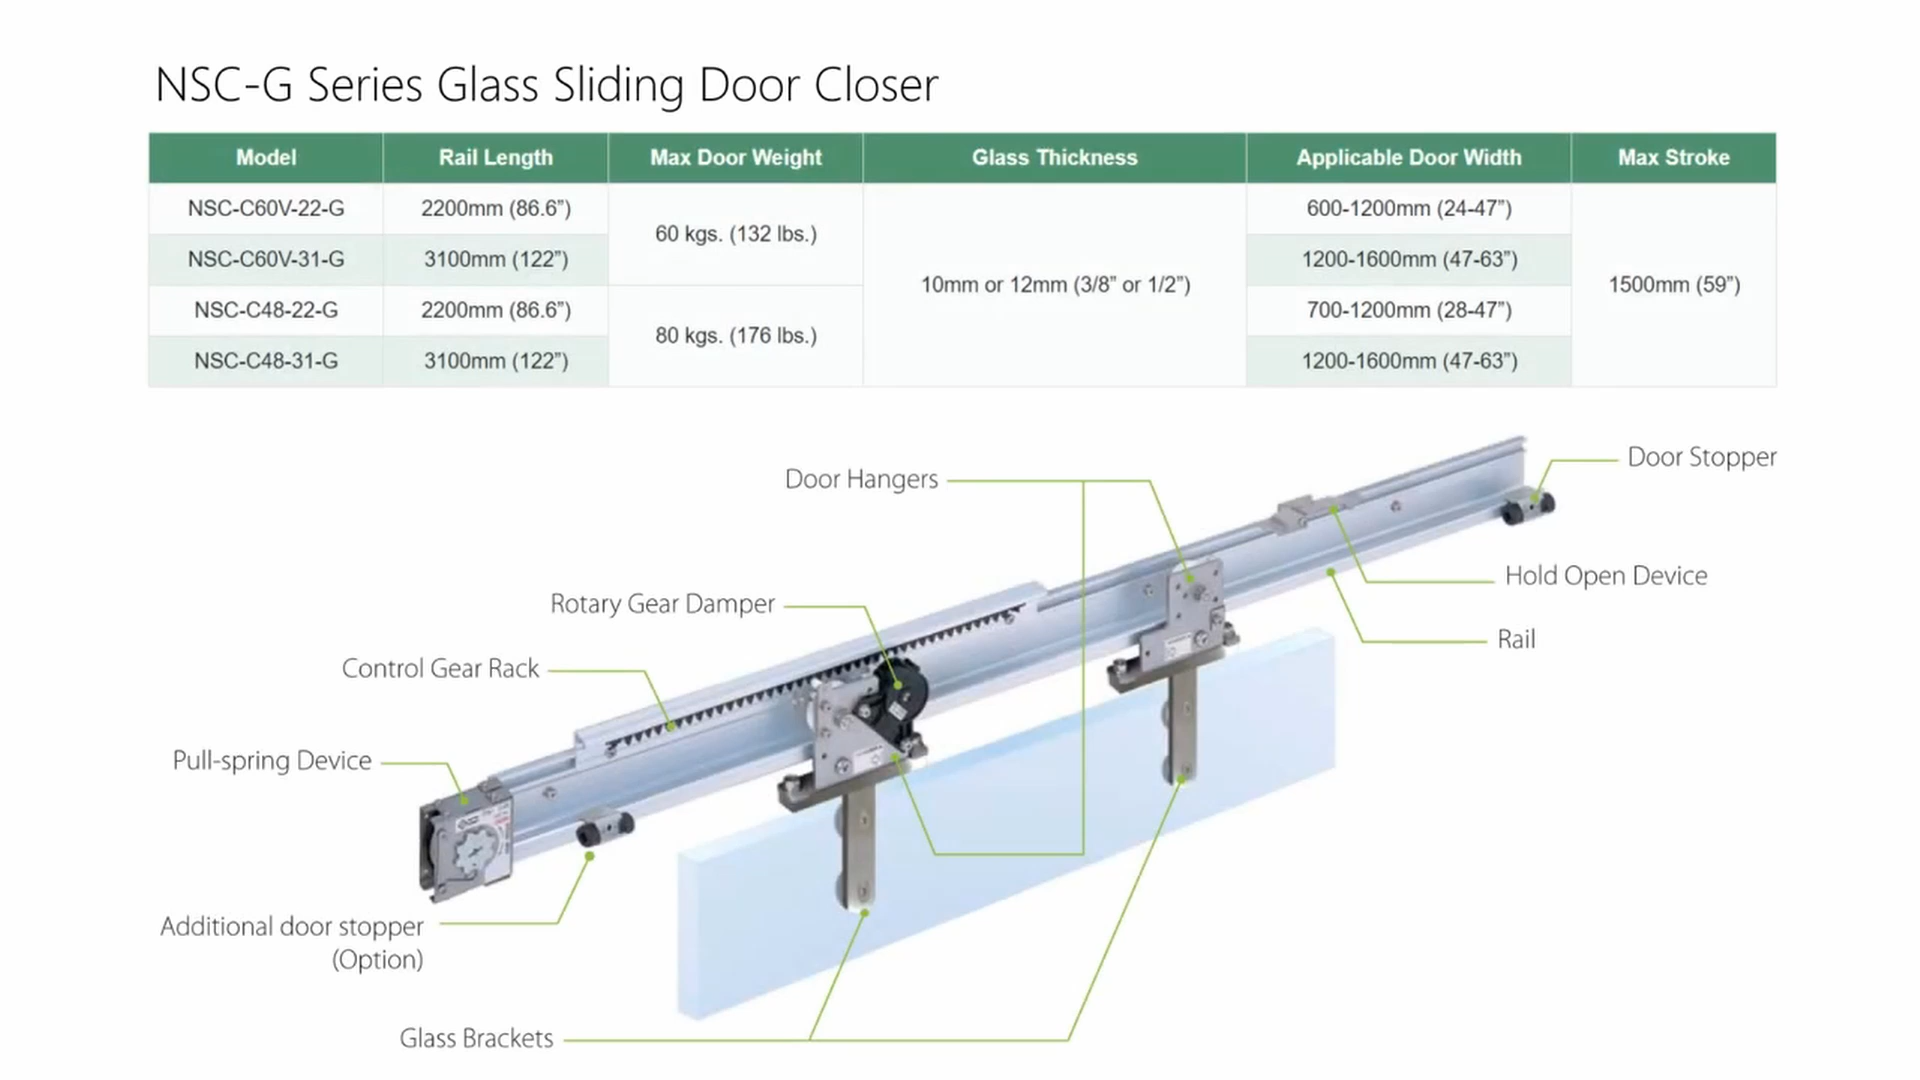 NSC-G Series Glass Sliding Door Closer
Model Rail Length Max Door Weight Glass Thickness Applicable Door Width Max Stroke
NSC-C60V-22-G 2200mm (86.6”) 600-1200mm (24-47”)
60 kgs. (132 lbs.)
NSC-C60V-31-G 3100mm (122”) 1200-1600mm (47-63”)
10mm or 12mm (3/8” or 1/2”) 1500mm (59”)
NSC-C48-22-G 2200mm (86.6”) 700-1200mm (28-47”)
80 kgs. (176 lbs.)
NSC-C48-31-G 3100mm (122”) 1200-1600mm (47-63”)
Door Stopper
Door Hangers
Hold Open Device
Rotary Gear Damper
Rail
Control Gear Rack
Pull-spring Device
Additional door stopper
(Option)
Glass Brackets